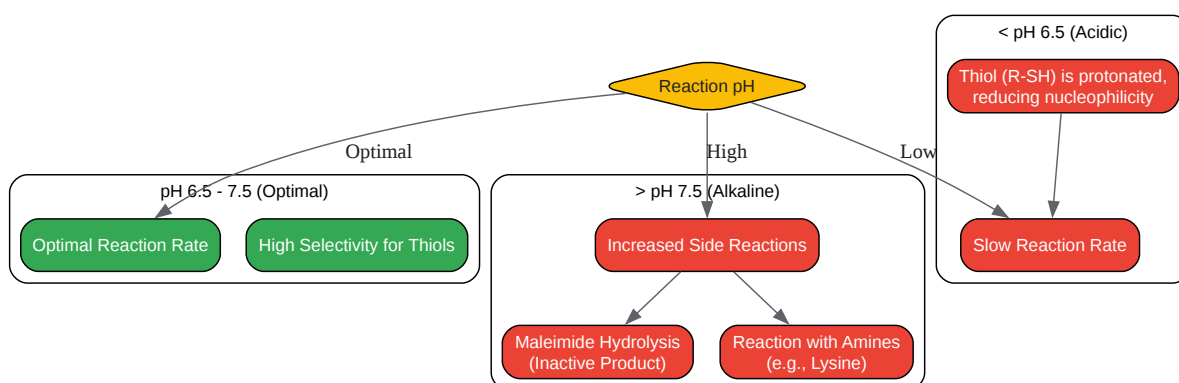 < pH 6.5 (Acidic)
Thiol (R-SH) is protonated,
reducing nucleophilicity
Reaction pH
Optimal
High
Low
pH 6.5 - 7.5 (Optimal)
Optimal Reaction Rate
High Selectivity for Thiols
> pH 7.5 (Alkaline)
Increased Side Reactions
Slow Reaction Rate
Maleimide Hydrolysis
(Inactive Product)
Reaction with Amines
(e.g., Lysine)